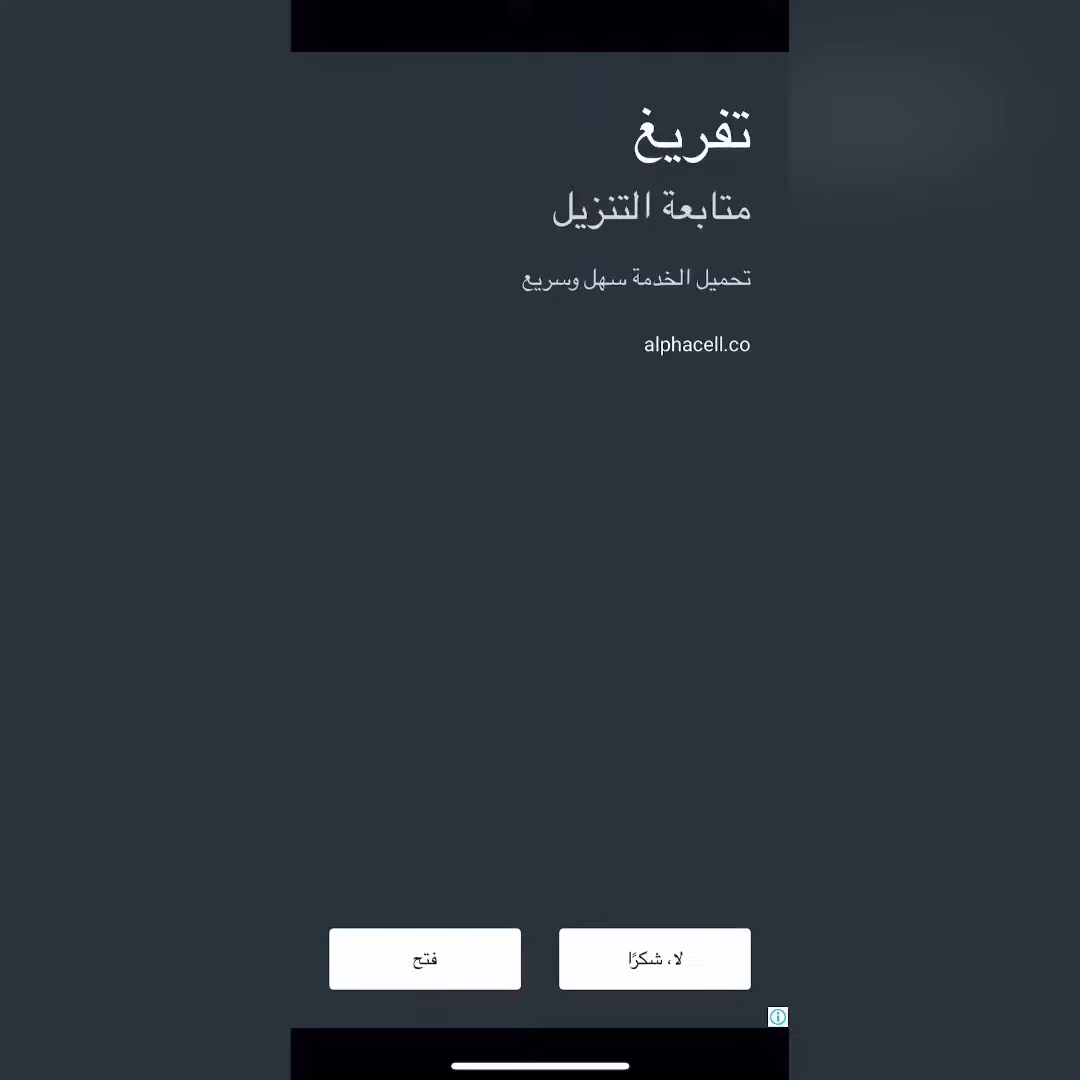 تفريغ
متابعة التنزيل
تحميل الخدمة سهل وسريع
alphacell.co
لا، شكرًا
فتح